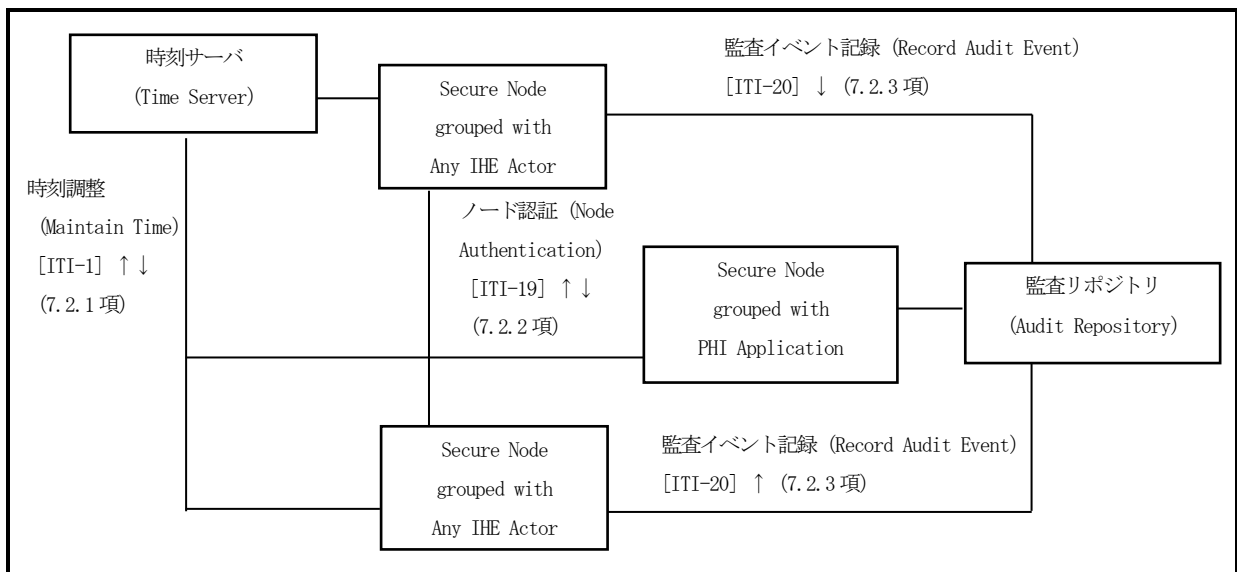 時刻サーバ
(Time Server)
Secure Node
grouped with
Any IHE Actor
監査イベント記録 (Record Audit Event)
[ITI-20] ↓ (7.2.3 項)
時刻調整
(Maintain Time)
[ITI-1] ↑↓
(7.2.1 項)
ノード認証 (Node
Authentication)
[ITI-19] ↑↓
(7.2.2 項)
Secure Node
grouped with
PHI Application
監査リポジトリ
(Audit Repository)
Secure Node
grouped with
Any IHE Actor
監査イベント記録 (Record Audit Event)
[ITI-20] ↑ (7.2.3 項)